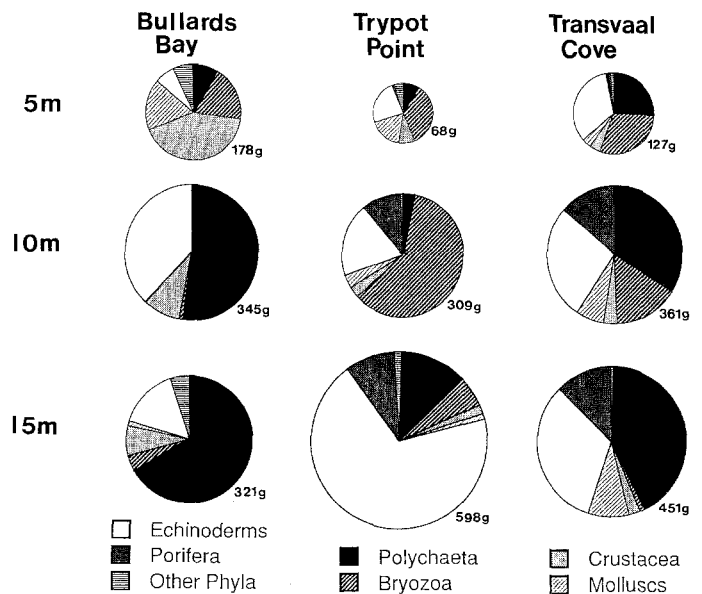 Bullards Bay
Trypot Point
Transvaal Cove
5m
178g
68g
127g
10m
345g
309g
361g
15m
321g
598g
451g
Echinoderms
Porifera
Other Phyla
Polychaeta
Bryozoa
Crustacea
Molluscs